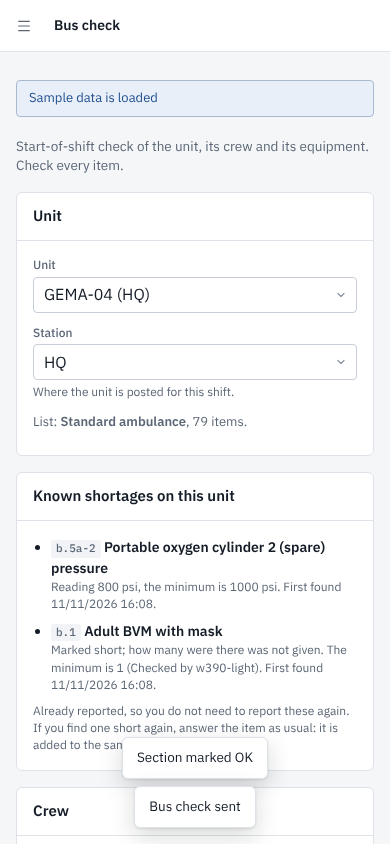 Bus check
Sample data is loaded
Start-of-shift check of the unit, its crew and its equipment.
Check every item.
Unit
Unit
GEMA-04 (HQ)
Station
HQ
Where the unit is posted for this shift.
List: Standard ambulance, 79 items.
Known shortages on this unit
b.5a-2 Portable oxygen cylinder 2 (spare)
pressure
Reading 800 psi, the minimum is 1000 psi. First found
11/11/2026 16:08.
b.1 Adult BVM with mask
Marked short; how many were there was not given. The
minimum is 1 (Checked by w390-light). First found
11/11/2026 16:08.
Already reported, so you do not need to report these again.
If you find one short again, answer the item as usual: it is
added to the
Section marked OK
Bus check sent
Crew